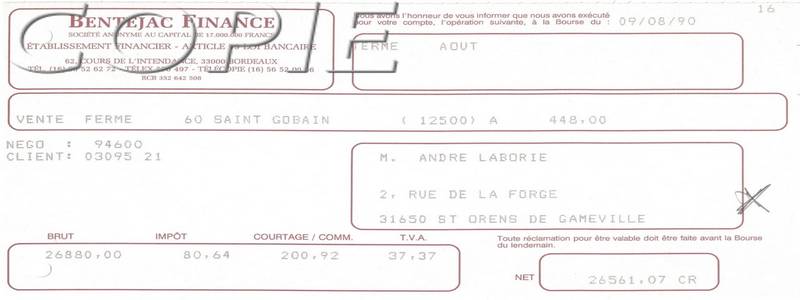 16
BENTEJAC FINANCE
SOCIÉTÉ ANONYME AU CAPITAL DE 17.000.000 FRANCS
ÉTABLISSEMENT FINANCIER - ARTICLE 99 LOI BANCAIRE
62, COURS DE L'INTENDANCE, 33000 BORDEAUX
RCB 332 642 508
COPIE
Nous avons l'honneur de vous informer que nous avons exécuté
pour votre compte, l'opération suivante, à la Bourse du : 09/08/90
TERME AOUT
VENTE FERME 60 SAINT GOBAIN ( 12500) A 448,00
NEGO : 94600
CLIENT: 03095 21
M. ANDRE LABORIE
2, RUE DE LA FORGE
31650 ST ORENS DE GAMEVILLE
BRUT IMPÔT COURTAGE / COMM. T.V.A.
26880,00 80,64 200,92 37,37
Toute réclamation pour être valable doit être faite avant la Bourse
du lendemain.
NET 26561,07 CR